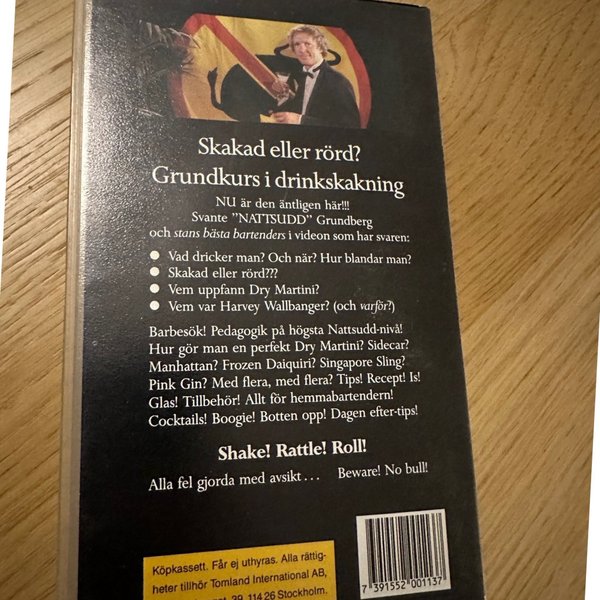 Skakad eller rörd?
Grundkurs i drinkskakning
NU är den äntligen här!!!
Svante ”NATTSUDD” Grundberg
och stans bästa bartenders i videon som har svaren:
● Vad dricker man? Och när? Hur blandar man?
● Skakad eller rörd???
● Vem uppfann Dry Martini?
● Vem var Harvey Wallbanger? (och varför?)
Barbesök! Pedagogik på högsta Nattsudd-nivå!
Hur gör man en perfekt Dry Martini? Sidecar?
Manhattan? Frozen Daiquiri? Singapore Sling?
Pink Gin? Med flera, med flera? Tips! Recept! Is!
Glas! Tillbehör! Allt för hemmabartendern!
Cocktails! Boogie! Botten opp! Dagen efter-tips!
Shake! Rattle! Roll!
Alla fel gjorda med avsikt . . . Beware! No bull!
Köpkassett. Får ej uthyras. Alla rättig-
heter tillhör Tomland International AB,
39, 114 26 Stockholm.
7 391552 001137